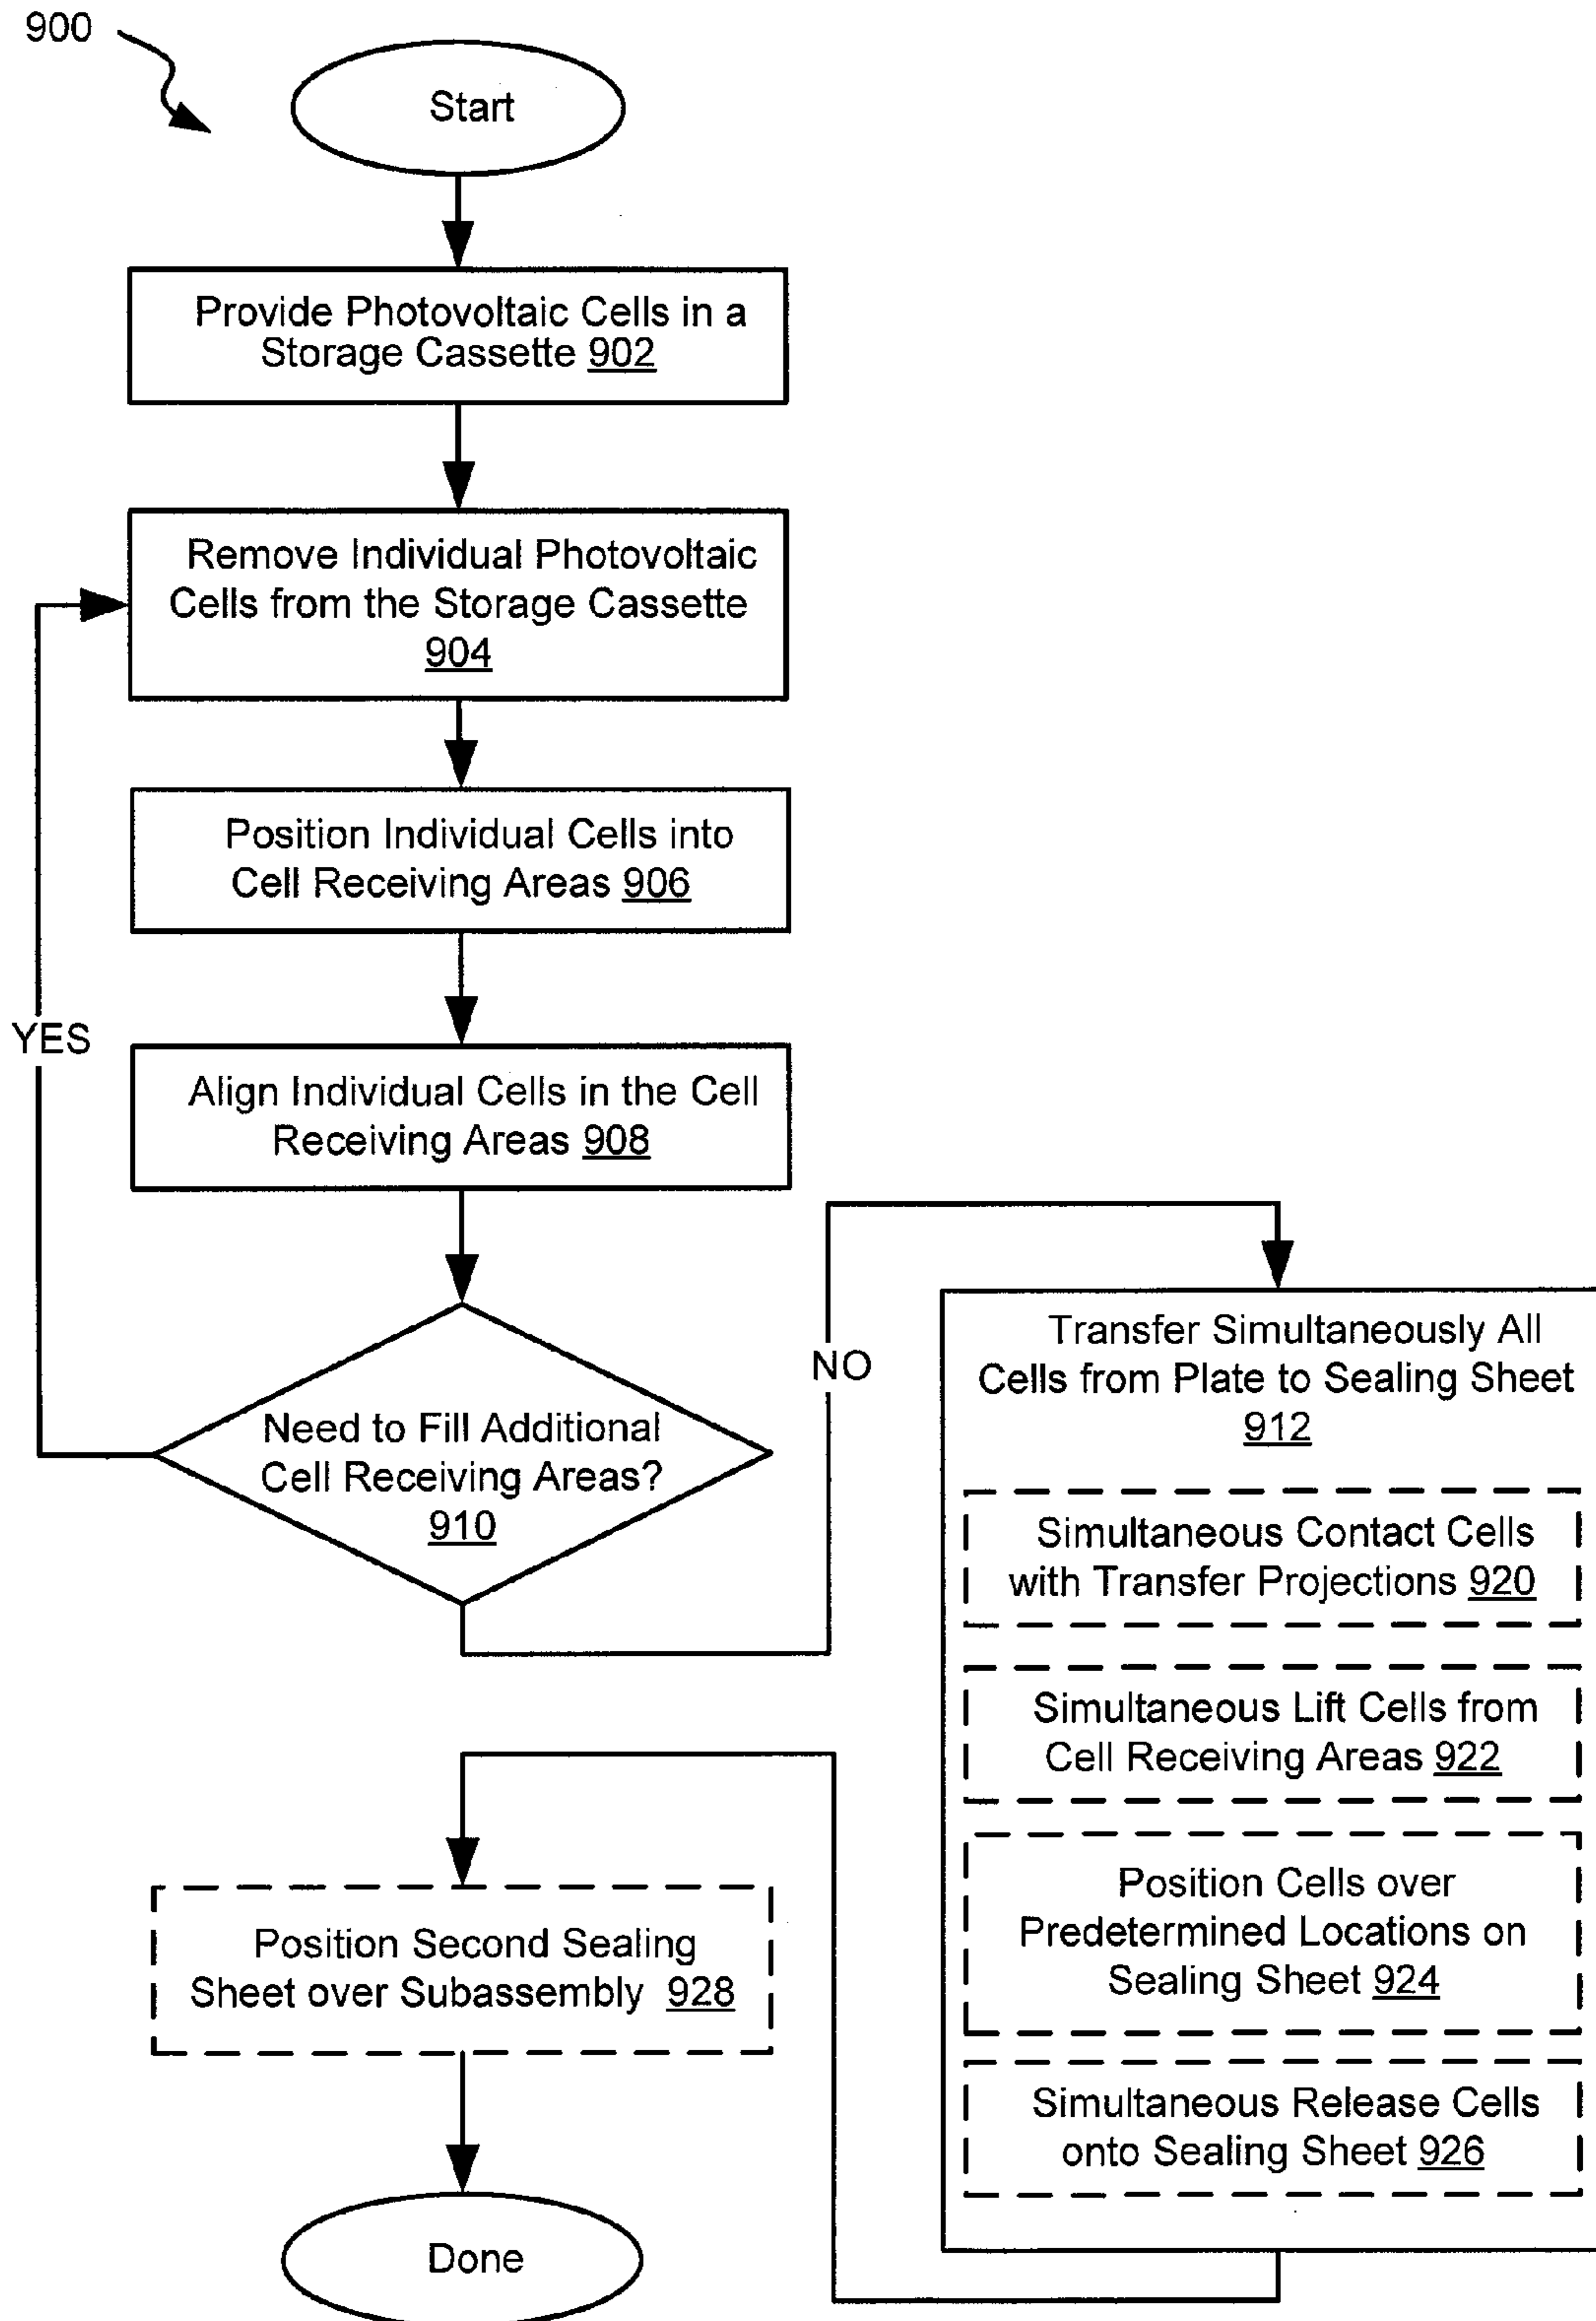 900
Start
Provide Photovoltaic Cells in a
Storage Cassette 902
Remove Individual Photovoltaic
Cells from the Storage Cassette
904
Position Individual Cells into
Cell Receiving Areas 906
YES
Align Individual Cells in the Cell
Receiving Areas 908
Need to Fill Additional
Cell Receiving Areas?
910
NO
Transfer Simultaneously All
Cells from Plate to Sealing Sheet
912
Simultaneous Contact Cells
with Transfer Projections 920
Simultaneous Lift Cells from
Cell Receiving Areas 922
Position Cells over
Predetermined Locations on
Sealing Sheet 924
Simultaneous Release Cells
onto Sealing Sheet 926
Position Second Sealing
Sheet over Subassembly 928
Done